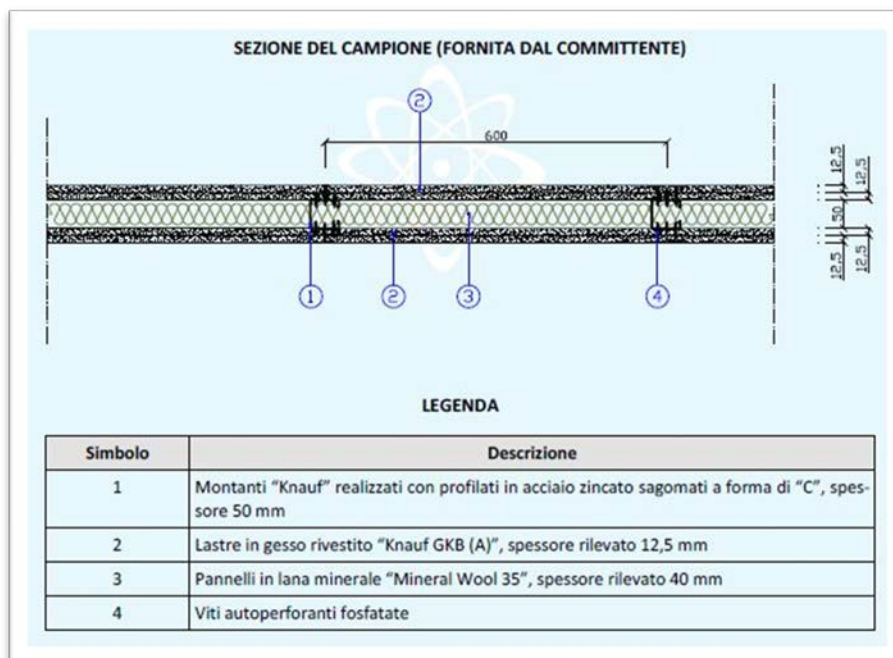 SEZIONE DEL CAMPIONE (FORNITA DAL COMMITTENTE)
2
600
12,5
12,5
50
12,5
12,5
1
2
3
4
LEGENDA
Simbolo Descrizione
1 Montanti “Knauf” realizzati con profilati in acciaio zincato sagomati a forma di “C”, spes-
sore 50 mm
2 Lastre in gesso rivestito “Knauf GKB (A)”, spessore rilevato 12,5 mm
3 Pannelli in lana minerale “Mineral Wool 35”, spessore rilevato 40 mm
4 Viti autoperforanti fosfatate